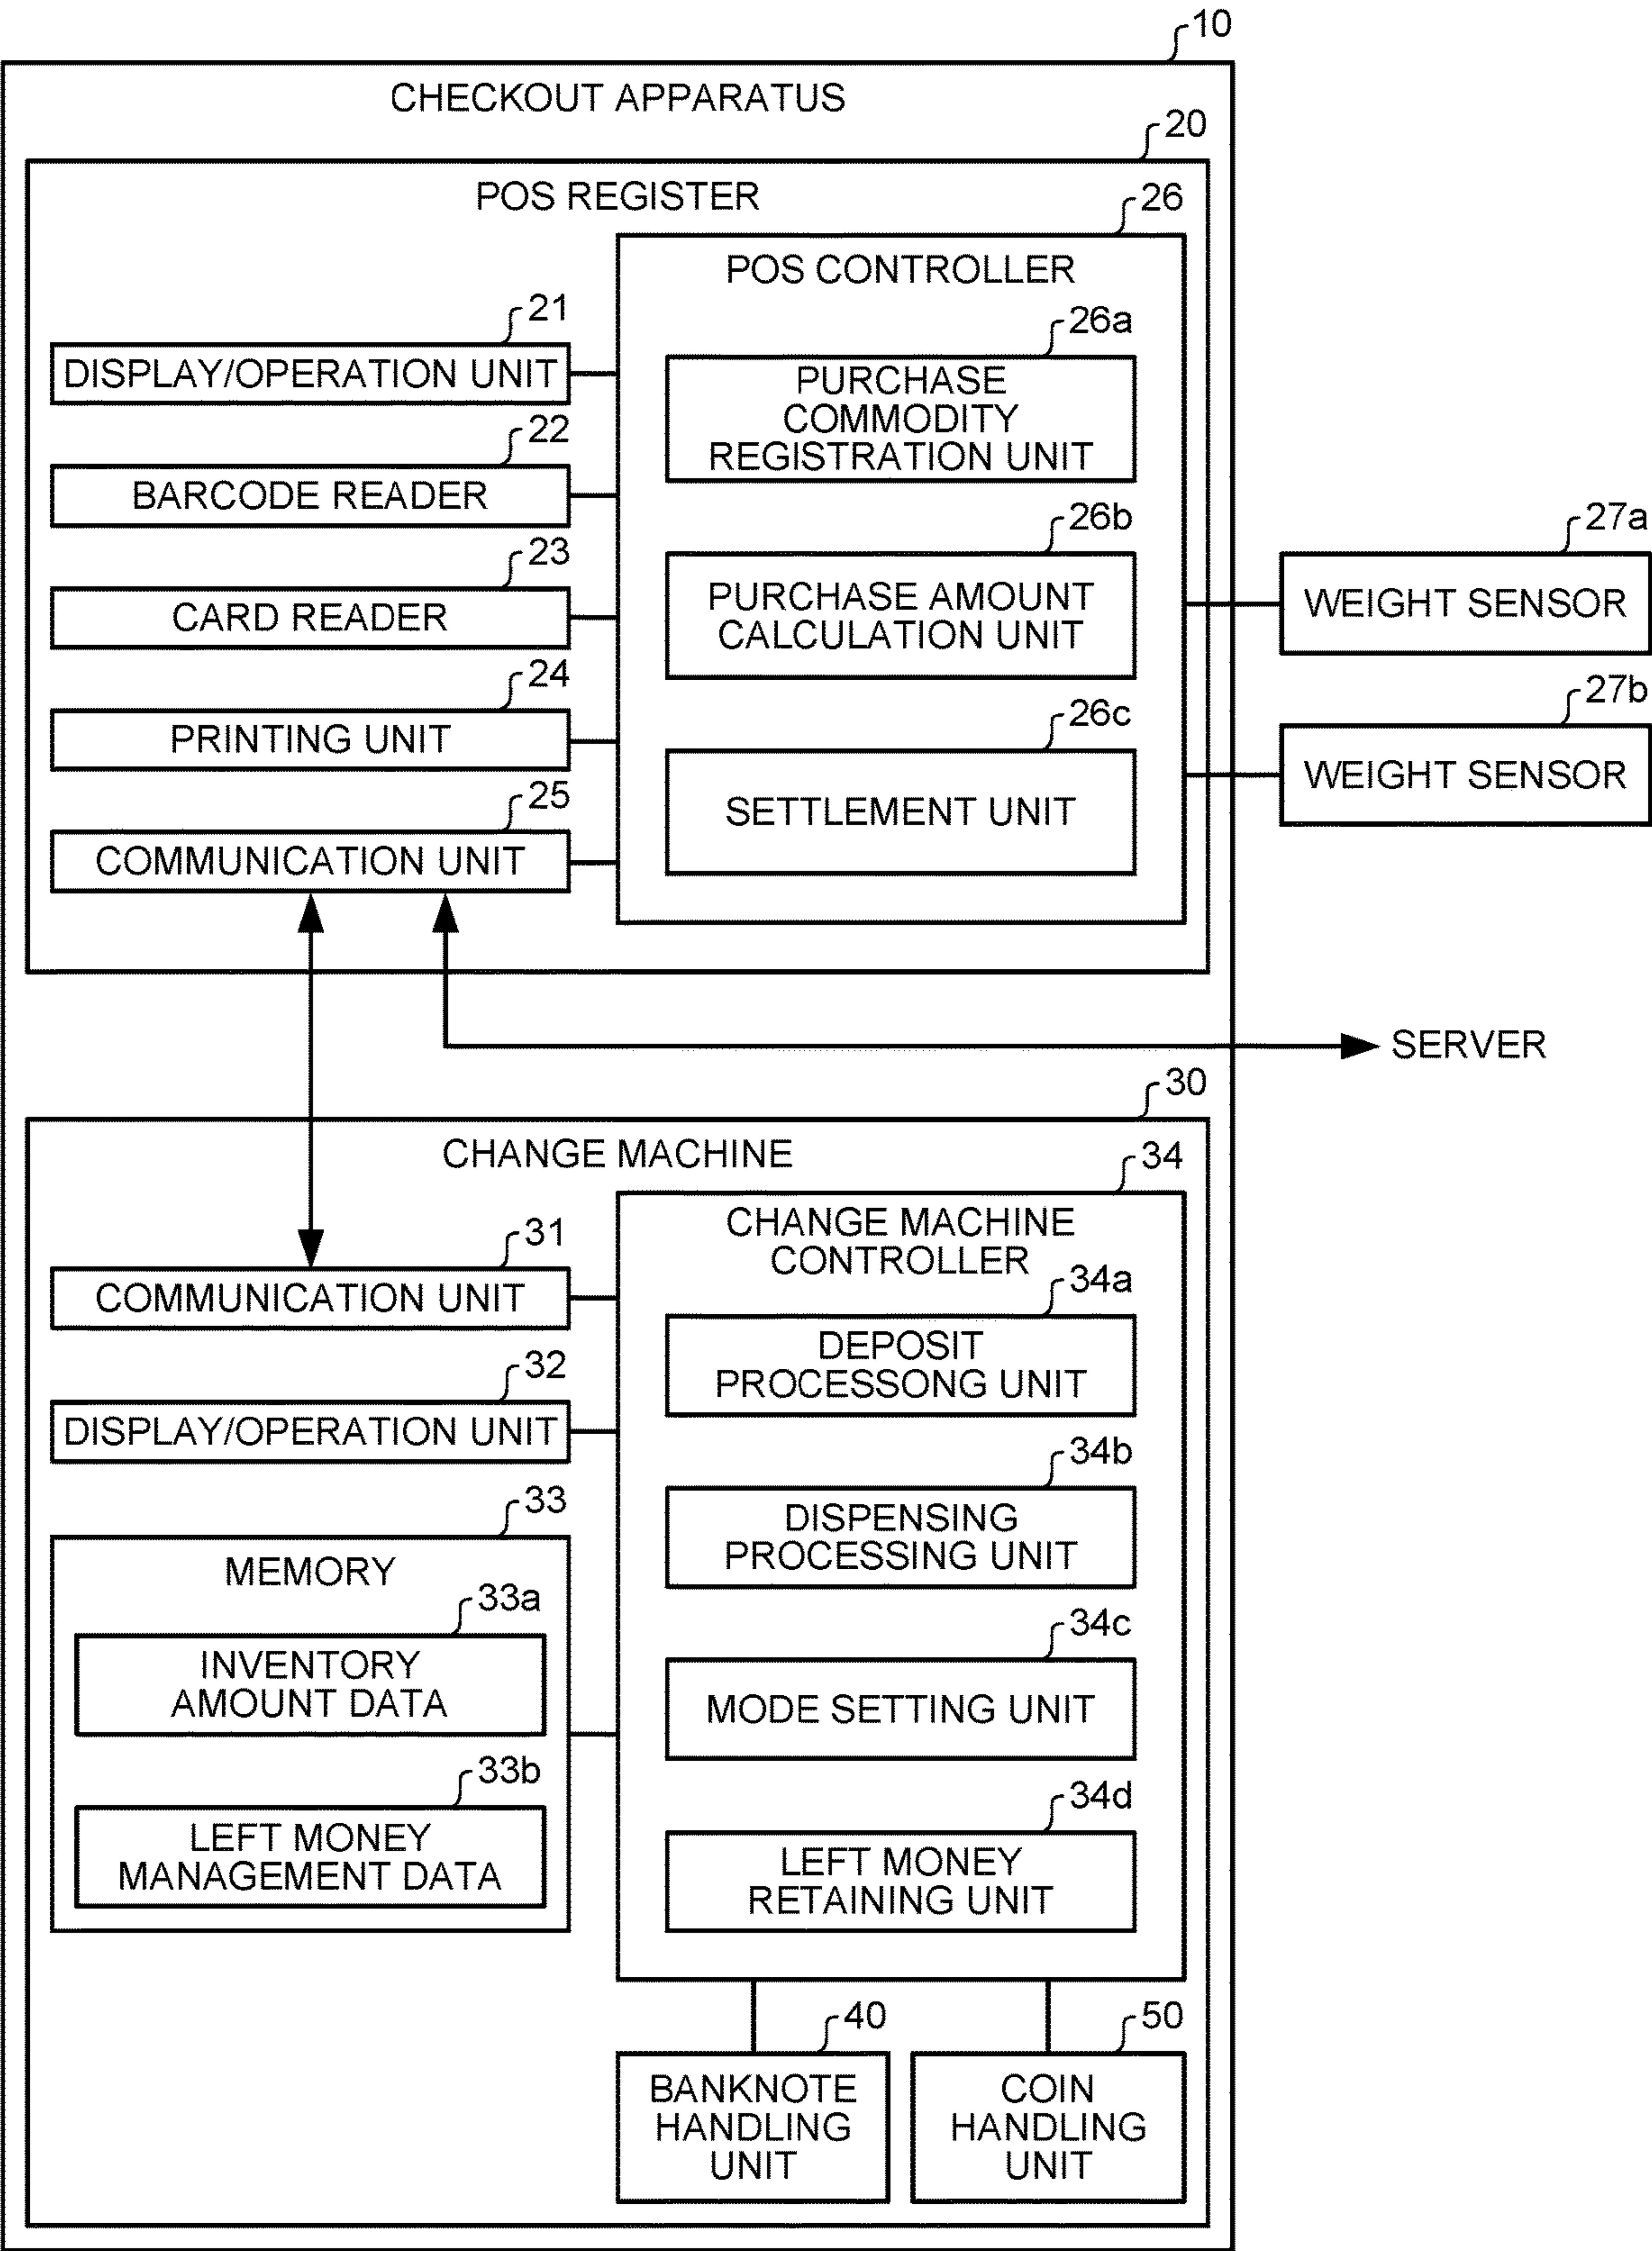 10
CHECKOUT APPARATUS
20
POS REGISTER
26
POS CONTROLLER
21
DISPLAY/OPERATION UNIT
22
BARCODE READER
23
CARD READER
24
PRINTING UNIT
25
COMMUNICATION UNIT
26a
PURCHASE
COMMODITY
REGISTRATION UNIT
26b
PURCHASE AMOUNT
CALCULATION UNIT
26c
SETTLEMENT UNIT
27a
WEIGHT SENSOR
27b
WEIGHT SENSOR
SERVER
30
CHANGE MACHINE
31
COMMUNICATION UNIT
32
DISPLAY/OPERATION UNIT
33
MEMORY
33a
INVENTORY
AMOUNT DATA
33b
LEFT MONEY
MANAGEMENT DATA
34
CHANGE MACHINE
CONTROLLER
34a
DEPOSIT
PROCESSONG UNIT
34b
DISPENSING
PROCESSING UNIT
34c
MODE SETTING UNIT
34d
LEFT MONEY
RETAINING UNIT
40
BANKNOTE
HANDLING
UNIT
50
COIN
HANDLING
UNIT